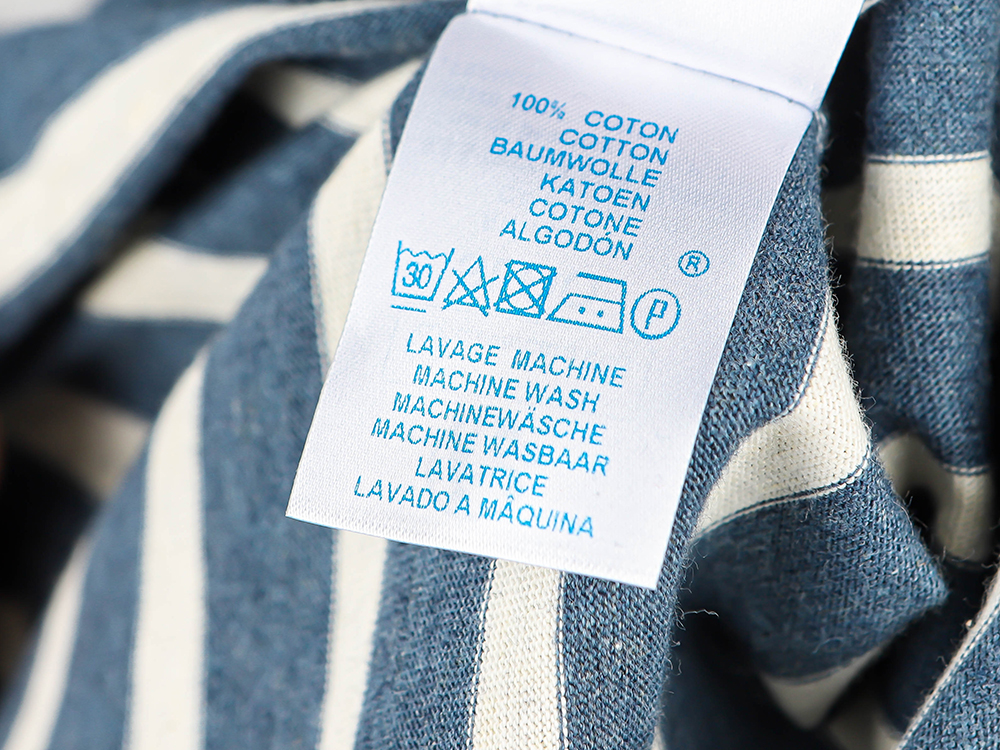 100% COTON
COTTON
BAUMWOLLE
KATOEN
COTONE
ALGODÓN
®
30 P
LAVAGE MACHINE
MACHINE WASH
MACHINEWÄSCHE
MACHINE WASBAAR
LAVATRICE
LAVADO A MÂQUINA